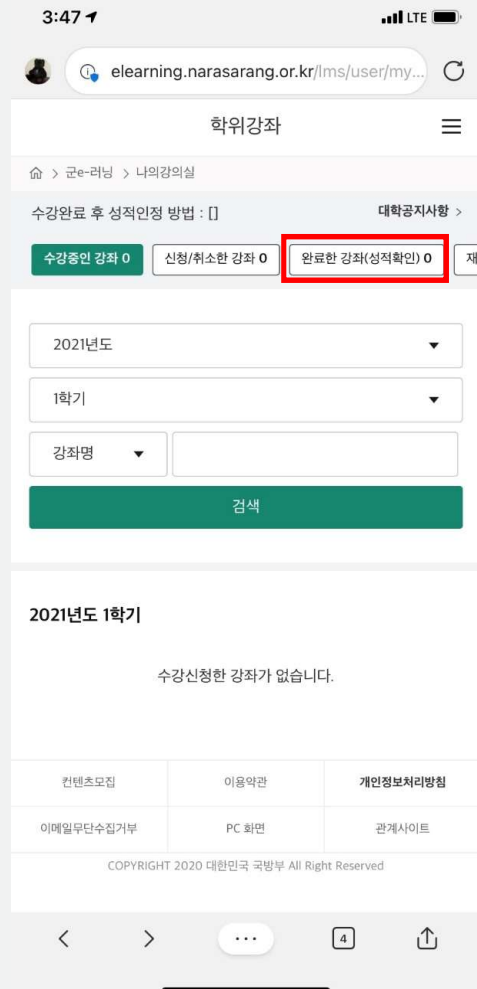 3:47 LTE
elearning.narasarang.or.kr/lms/user/my...
학위강좌
군e-러닝 > 나의강의실
수강완료 후 성적인정 방법 : [] 대학공지사항 >
수강중인 강좌 0 신청/취소한 강좌 0 완료한 강좌(성적확인) 0 재
2021년도
1학기
강좌명
검색
2021년도 1학기
수강신청한 강좌가 없습니다.
컨텐츠모집 이용약관 개인정보처리방침
이메일무단수집거부 PC 화면 관계사이트
COPYRIGHT 2020 대한민국 국방부 All Right Reserved
4